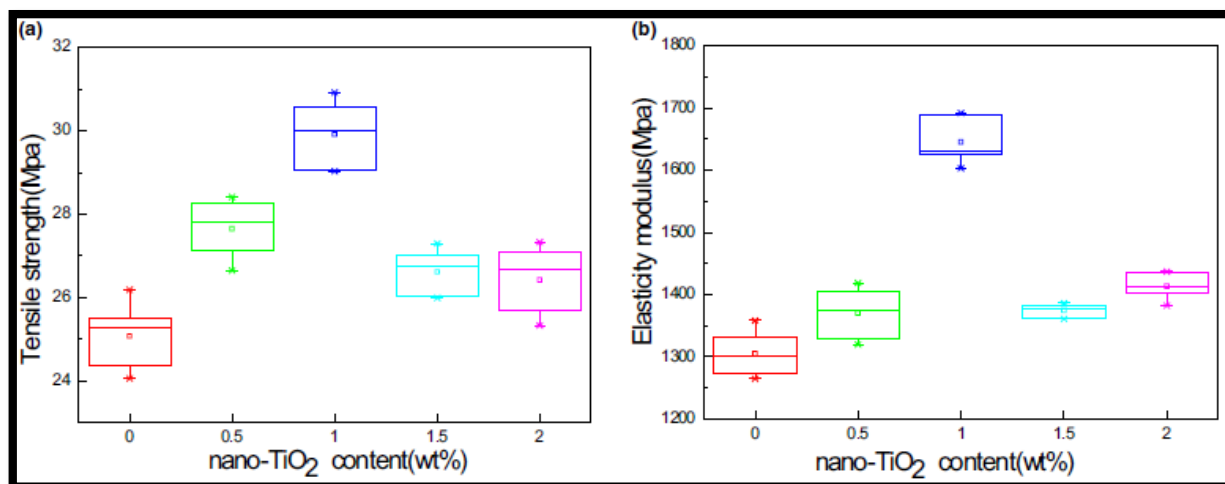 (a)
Tensile strength(Mpa)
32
30
28
26
24
0 0.5 1 1.5 2
nano-TiO2 content(wt%)
(b)
Elasticity modulus(Mpa)
1800
1700
1600
1500
1400
1300
1200
0 0.5 1 1.5 2
nano-TiO2 content(wt%)